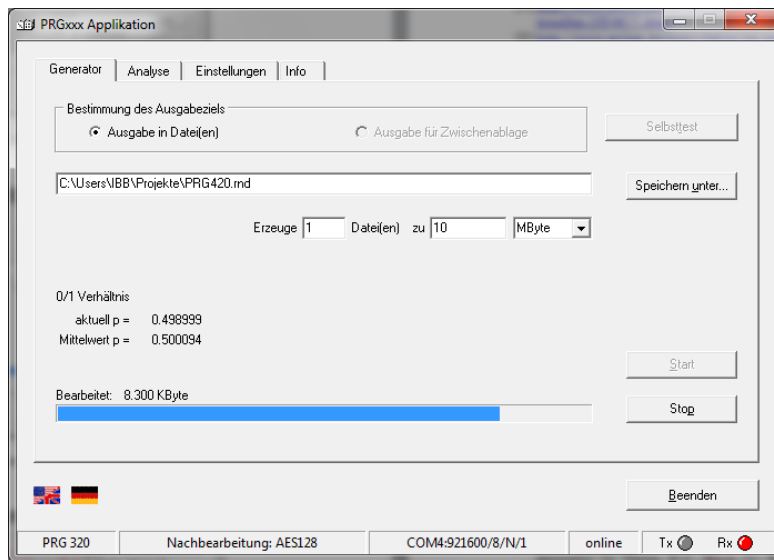 PRGxxx Applikation
Generator Analyse Einstellungen Info
Bestimmung des Ausgabeziels
Ausgabe in Datei(en) Ausgabe für Zwischenablage Selbsttest
C:\Users\IBB\Projekte\PRG420.rnd Speichern unter...
Erzeuge 1 Datei(en) zu 10 MByte
0/1 Verhältnis
aktuell p = 0.498999
Mittelwert p = 0.500094
Start
Bearbeitet: 8.300 KByte
Stop
Beenden
PRG 320 Nachbearbeitung: AES128 COM4:921600/8/N/1 online Tx Rx